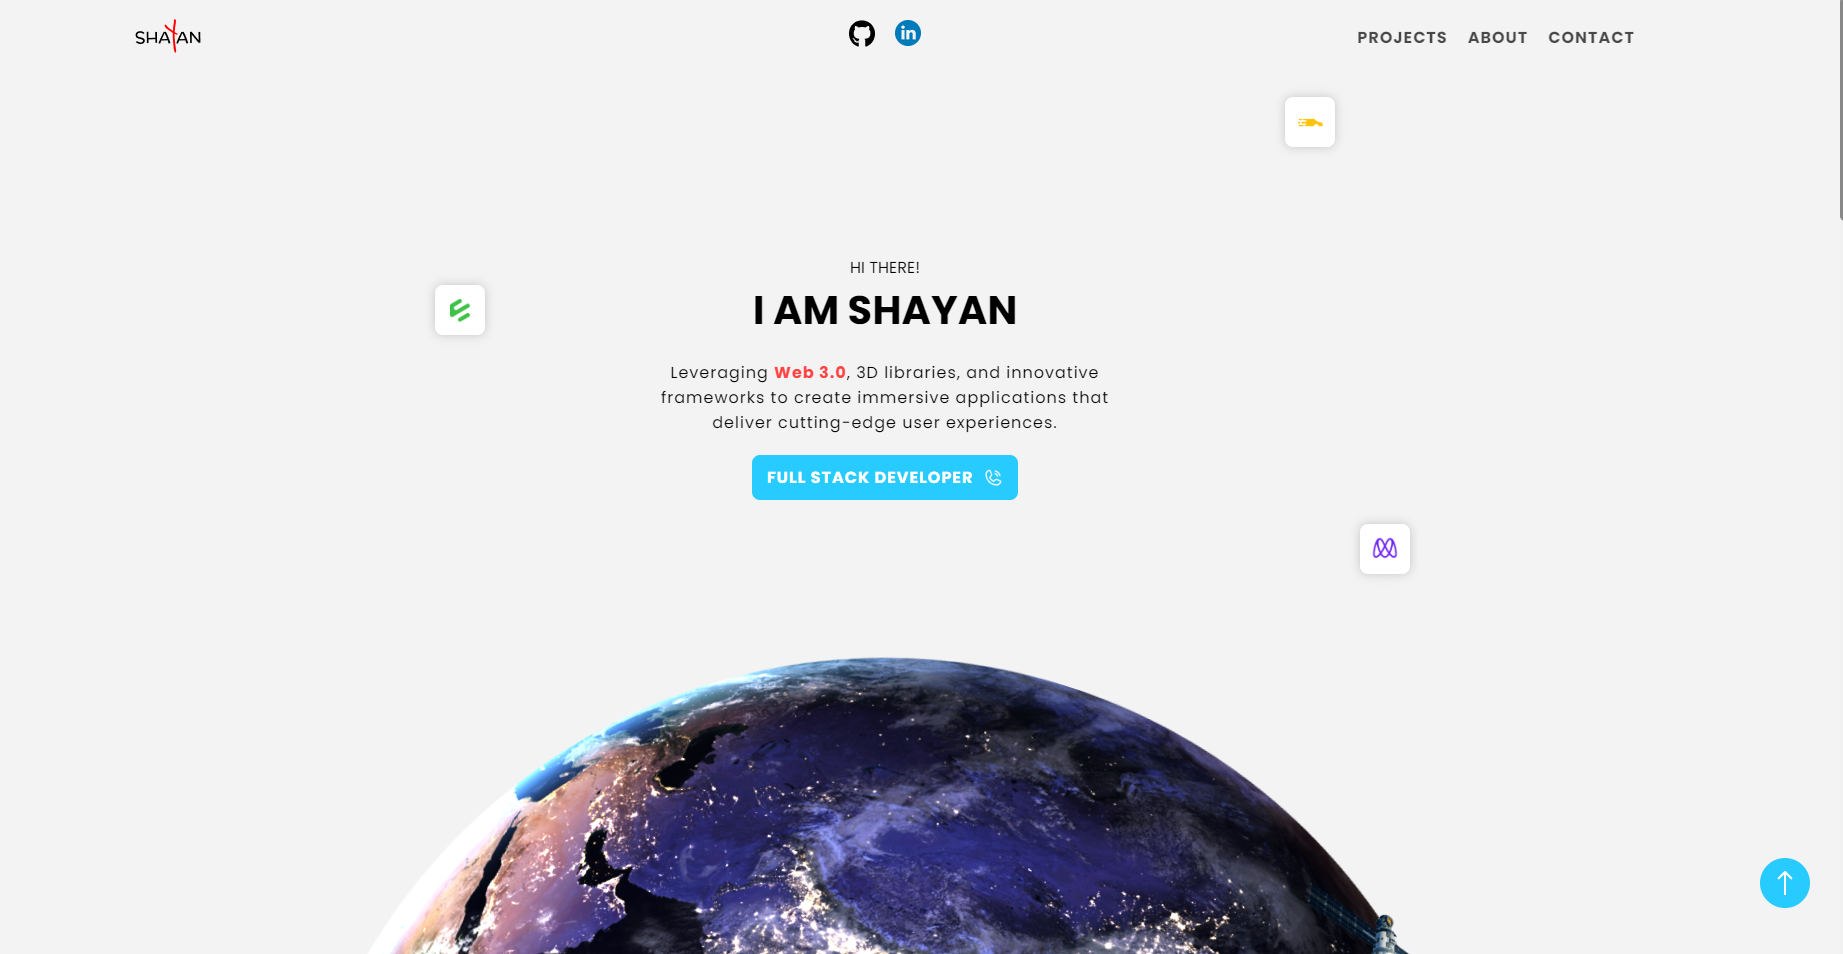 SHAYAN
in
PROJECTS ABOUT CONTACT
HI THERE!
I AM SHAYAN
Leveraging Web 3.0, 3D libraries, and innovative
frameworks to create immersive applications that
deliver cutting-edge user experiences.
FULL STACK DEVELOPER